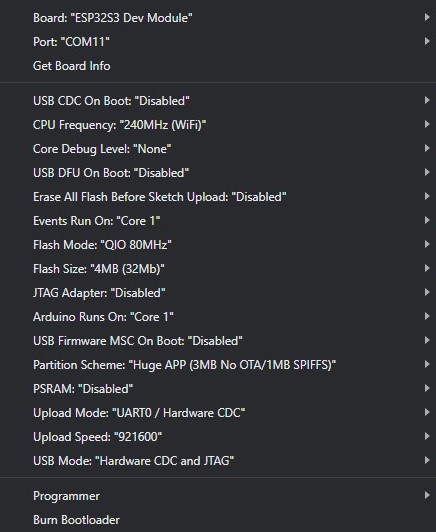 Board: "ESP32S3 Dev Module"
Port: "COM11"
Get Board Info
USB CDC On Boot: "Disabled"
CPU Frequency: "240MHz (WiFi)"
Core Debug Level: "None"
USB DFU On Boot: "Disabled"
Erase All Flash Before Sketch Upload: "Disabled"
Events Run On: "Core 1"
Flash Mode: "QIO 80MHz"
Flash Size: "4MB (32Mb)"
JTAG Adapter: "Disabled"
Arduino Runs On: "Core 1"
USB Firmware MSC On Boot: "Disabled"
Partition Scheme: "Huge APP (3MB No OTA/1MB SPIFFS)"
PSRAM: "Disabled"
Upload Mode: "UART0 / Hardware CDC"
Upload Speed: "921600"
USB Mode: "Hardware CDC and JTAG"
Programmer
Burn Bootloader